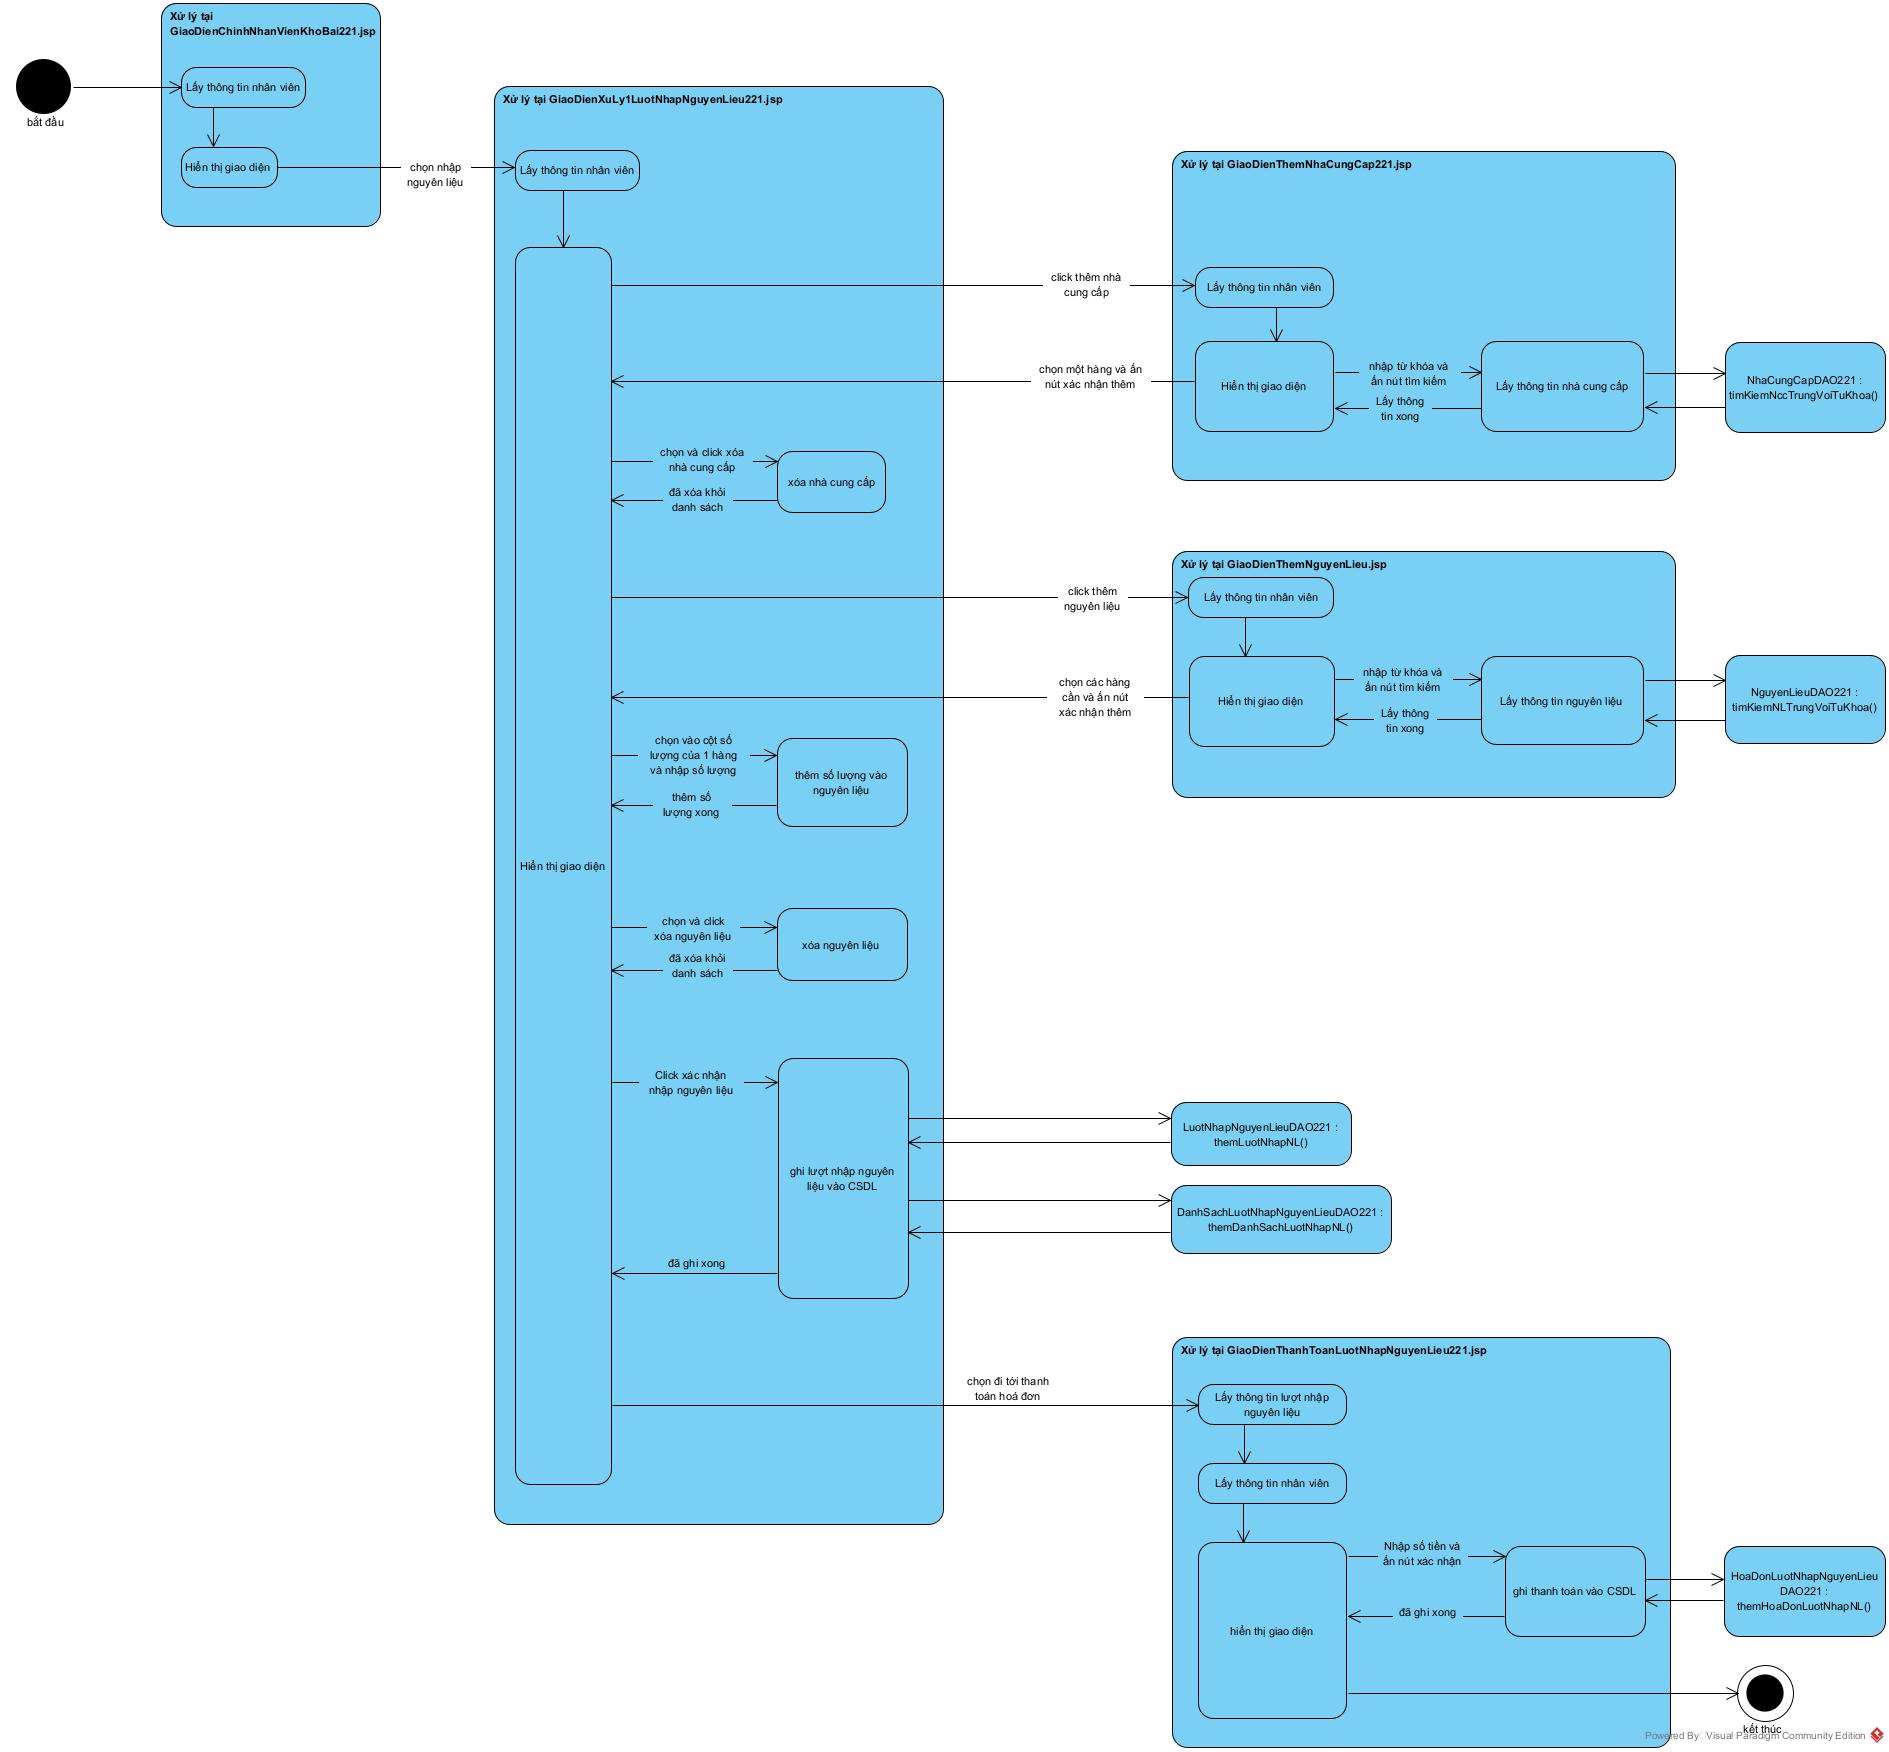 Xử lý tại
GiaoDienChinhNhanVienKhoBai221.jsp
Lấy thông tin nhân viên
bắt đầu
Hiển thị giao diện
chọn nhập
nguyên liệu
Xử lý tại GiaoDienXuLy1LuotNhapNguyenLieu221.jsp
Lấy thông tin nhân viên
Hiển thị giao diện
click thêm nhà
cung cấp
Xử lý tại GiaoDienThemNhaCungCap221.jsp
Lấy thông tin nhân viên
Hiển thị giao diện
nhập từ khóa và
ấn nút tìm kiếm
Lấy thông
tin xong
Lấy thông tin nhà cung cấp
NhaCungCapDAO221 :
timKiemNccTrungVoiTuKhoa()
chọn một hàng và ấn
nút xác nhận thêm
chọn và click xóa
nhà cung cấp
đã xóa khỏi
danh sách
xóa nhà cung cấp
click thêm
nguyên liệu
Xử lý tại GiaoDienThemNguyenLieu.jsp
Lấy thông tin nhân viên
Hiển thị giao diện
nhập từ khóa và
ấn nút tìm kiếm
Lấy thông
tin xong
Lấy thông tin nguyên liệu
NguyenLieuDAO221 :
timKiemNLTrungVoiTuKhoa()
chọn các hàng
cần và ấn nút
xác nhận thêm
chọn vào cột số
lượng của 1 hàng
và nhập số lượng
thêm số
lượng xong
thêm số lượng vào
nguyên liệu
chọn và click
xóa nguyên liệu
đã xóa khỏi
danh sách
xóa nguyên liệu
Click xác nhận
nhập nguyên liệu
ghi lượt nhập nguyên
liệu vào CSDL
đã ghi xong
LuotNhapNguyenLieuDAO221 :
themLuotNhapNL()
DanhSachLuotNhapNguyenLieuDAO221 :
themDanhSachLuotNhapNL()
chọn đi tới thanh
toán hoá đơn
Xử lý tại GiaoDienThanhToanLuotNhapNguyenLieu221.jsp
Lấy thông tin lượt nhập
nguyên liệu
Lấy thông tin nhân viên
hiển thị giao diện
Nhập số tiền và
ấn nút xác nhận
đã ghi xong
ghi thanh toán vào CSDL
HoaDonLuotNhapNguyenLieu
DAO221 :
themHoaDonLuotNhapNL()
kết thúc
Powered By Visual Paradigm Community Edition